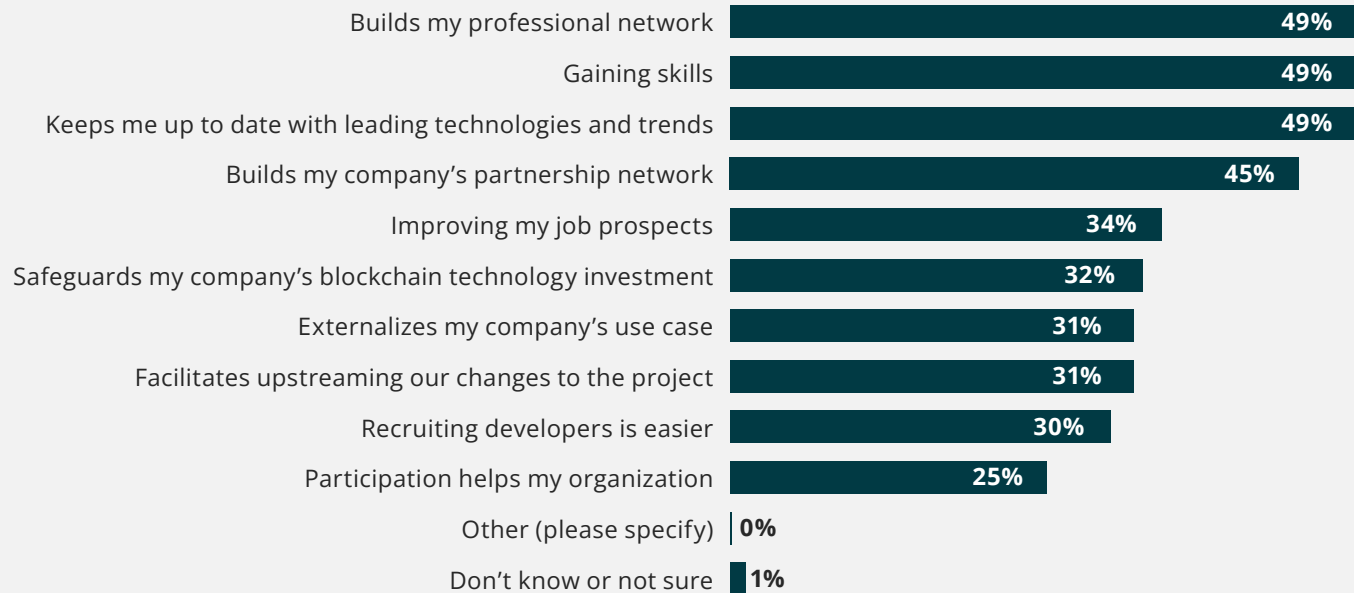 Builds my professional network 49%
Gaining skills 49%
Keeps me up to date with leading technologies and trends 49%
Builds my company’s partnership network 45%
Improving my job prospects 34%
Safeguards my company’s blockchain technology investment 32%
Externalizes my company’s use case 31%
Facilitates upstreaming our changes to the project 31%
Recruiting developers is easier 30%
Participation helps my organization 25%
Other (please specify) 0%
Don’t know or not sure 1%